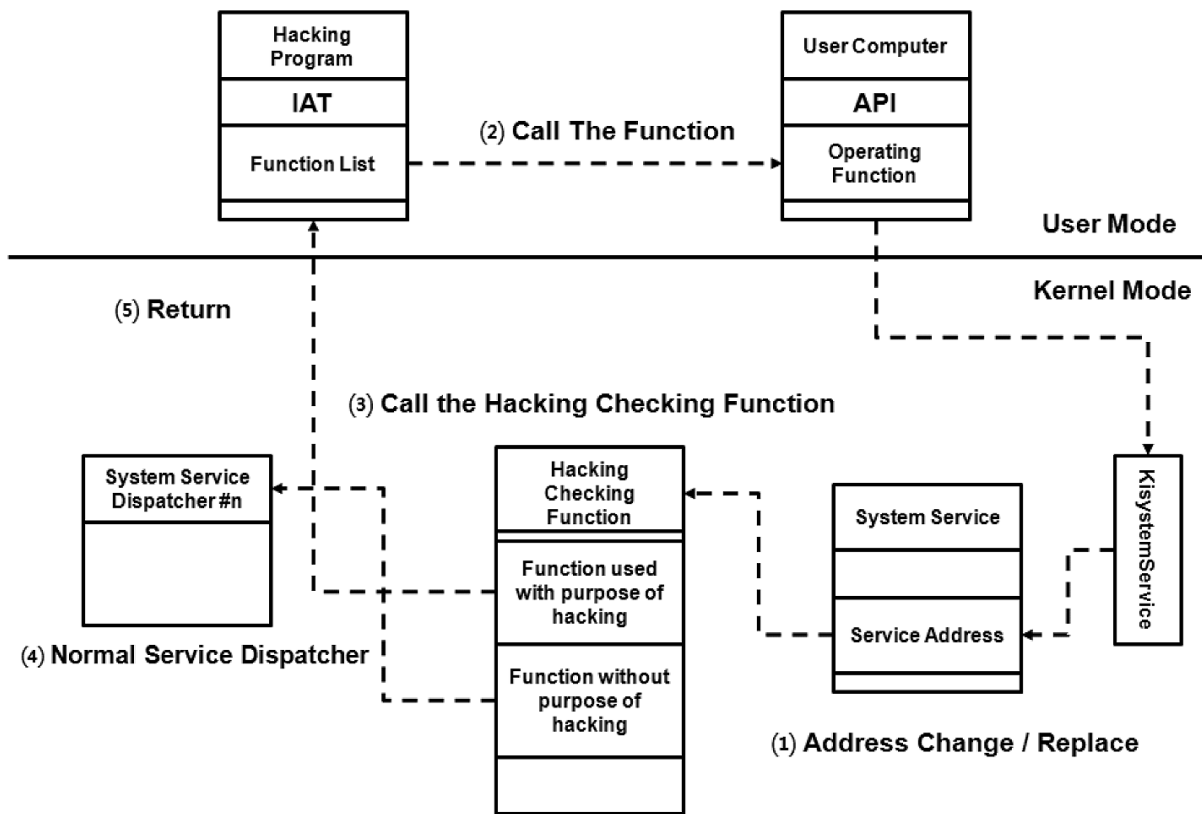 Hacking
Program
IAT
Function List
(2) Call The Function
User Computer
API
Operating
Function
User Mode
Kernel Mode
(5) Return
(3) Call the Hacking Checking Function
System Service
Dispatcher #n
(4) Normal Service Dispatcher
Hacking
Checking
Function
Function used
with purpose of
hacking
Function without
purpose of
hacking
System Service
Service Address
(1) Address Change / Replace
KisystemService